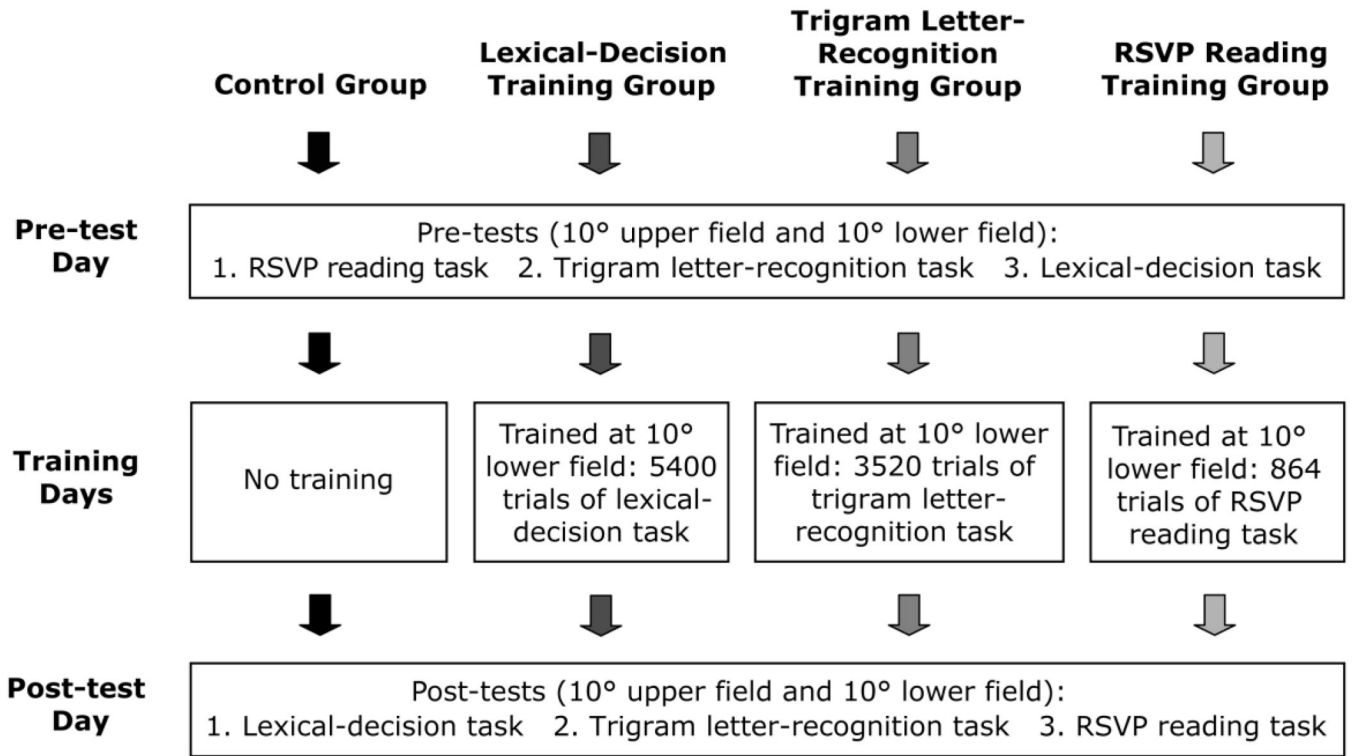 Control Group
Lexical-Decision
Training Group
Trigram Letter-
Recognition
Training Group
RSVP Reading
Training Group
Pre-test
Day
Pre-tests (10° upper field and 10° lower field):
1. RSVP reading task 2. Trigram letter-recognition task 3. Lexical-decision task
Training
Days
No training
Trained at 10°
lower field: 5400
trials of lexical-
decision task
Trained at 10° lower
field: 3520 trials of
trigram letter-
recognition task
Trained at 10°
lower field: 864
trials of RSVP
reading task
Post-test
Day
Post-tests (10° upper field and 10° lower field):
1. Lexical-decision task 2. Trigram letter-recognition task 3. RSVP reading task